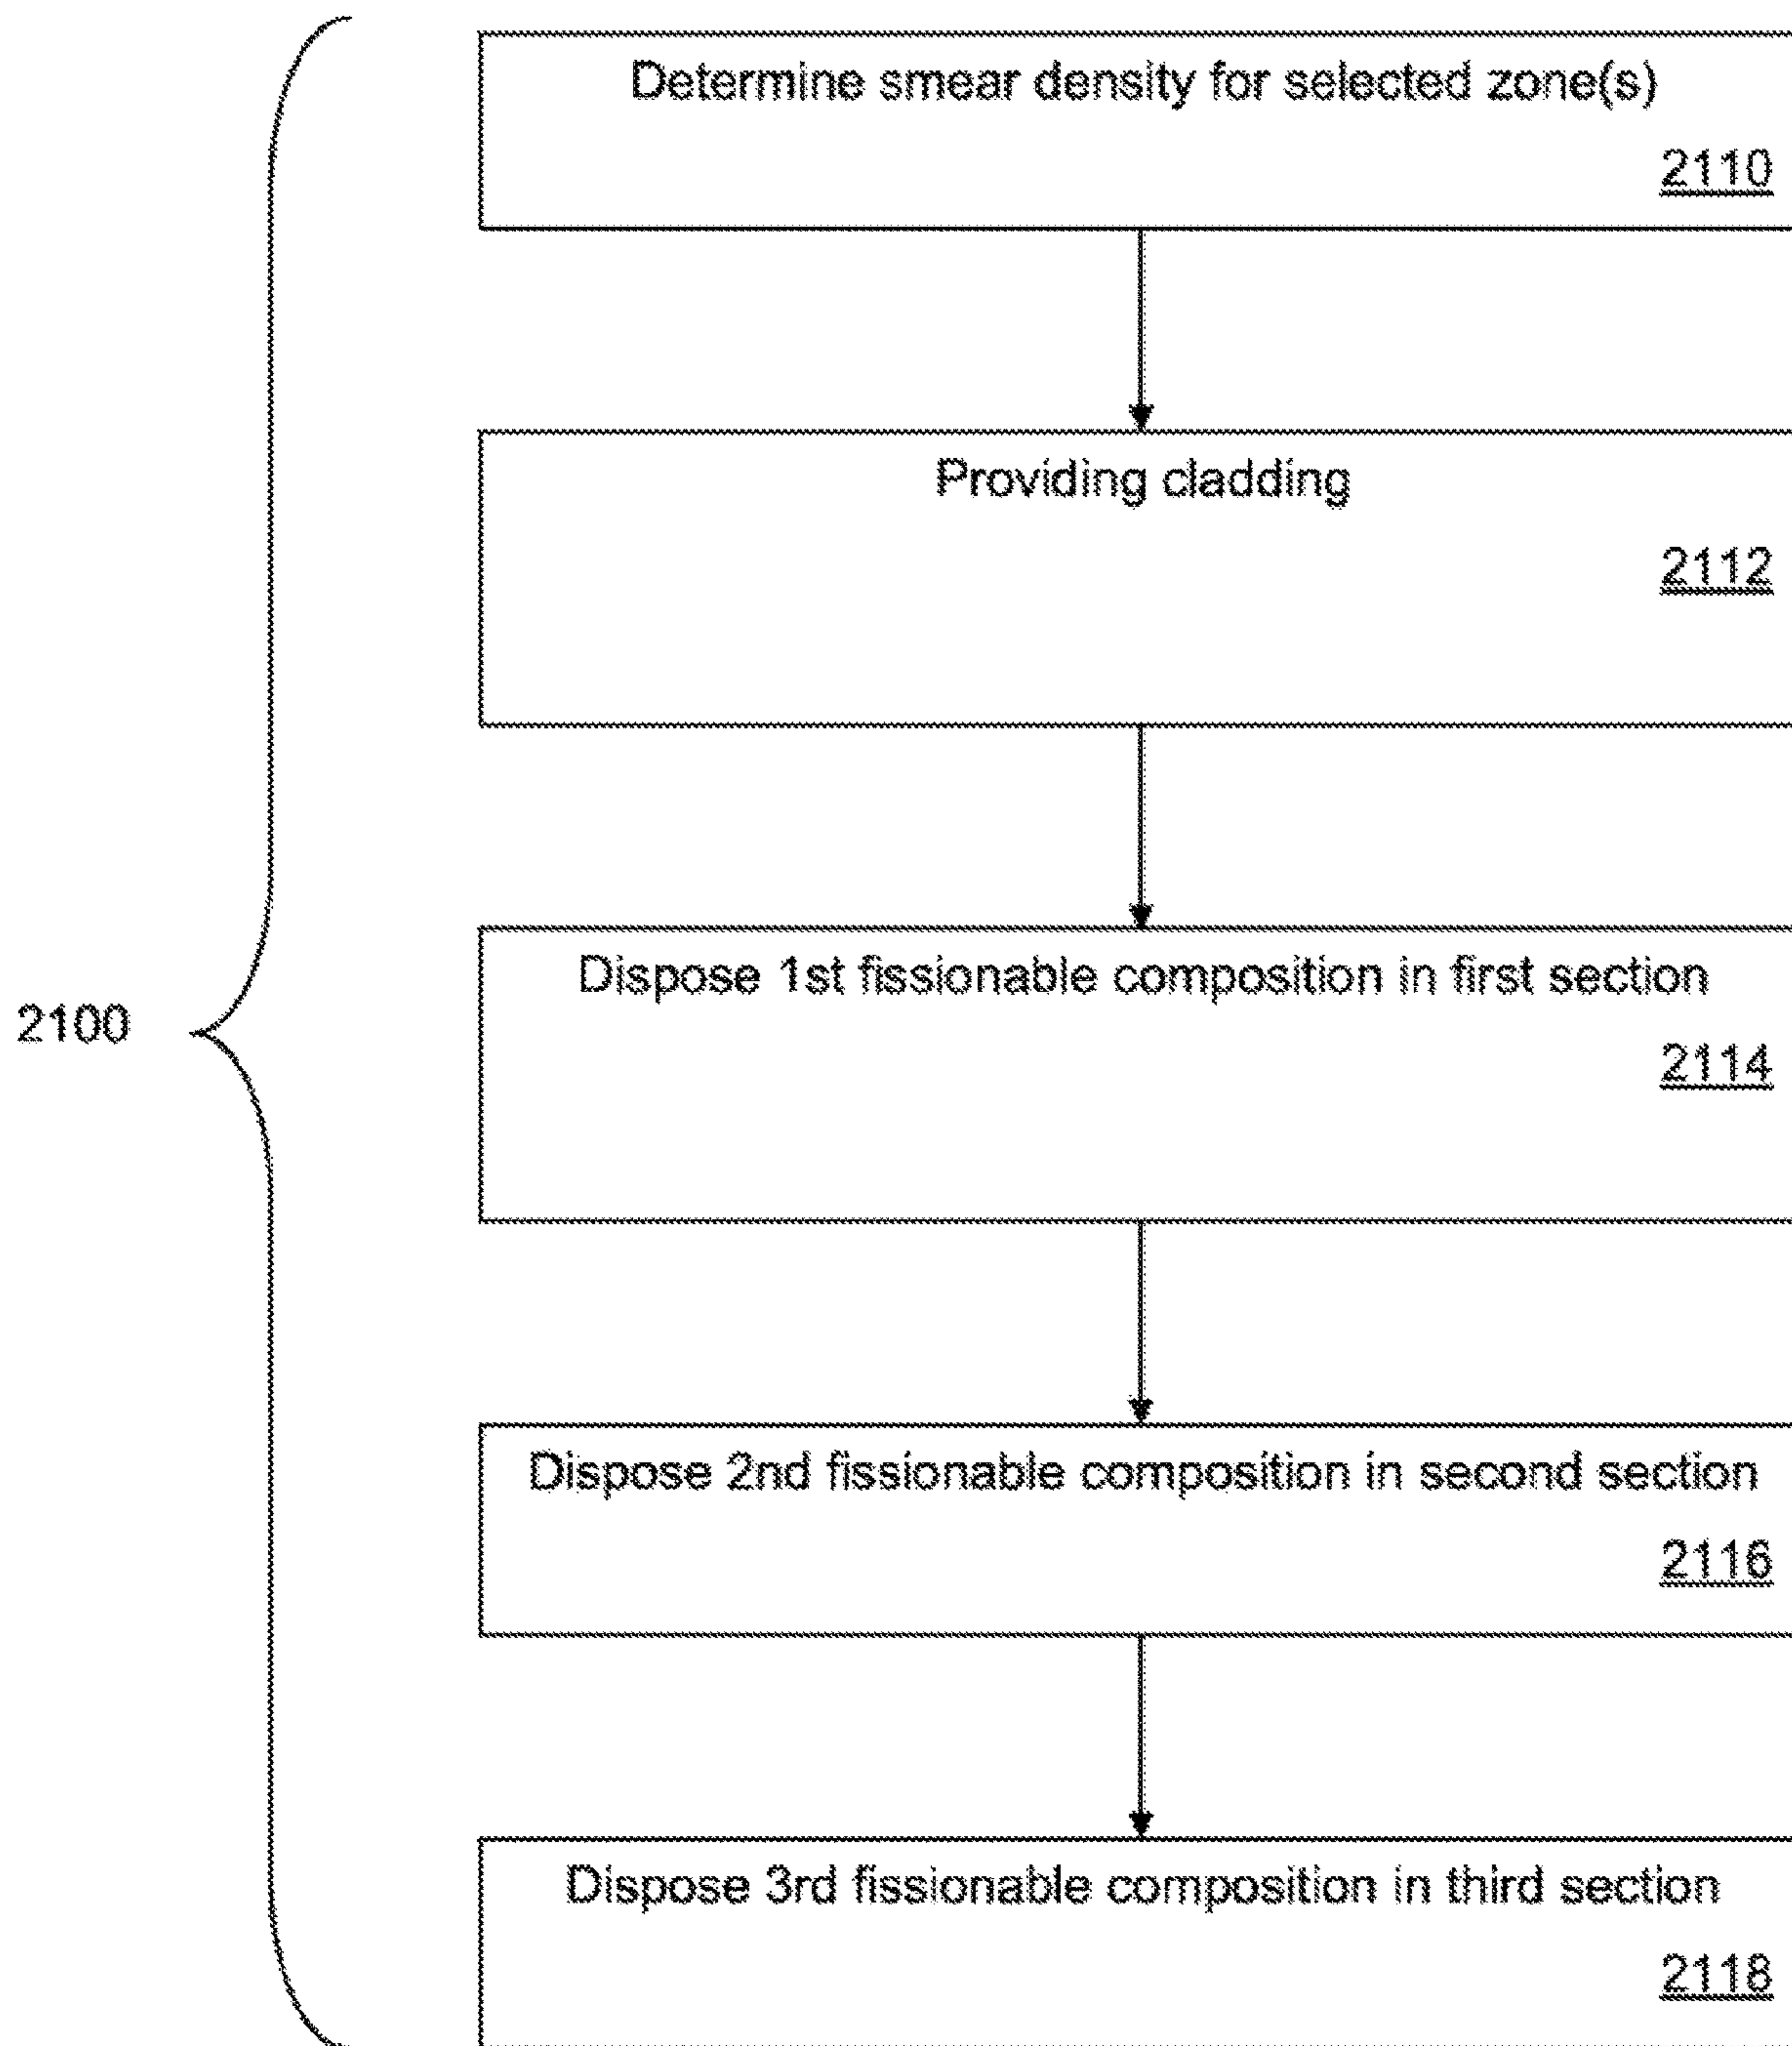 Determine smear density for selected zone(s)
2110
Providing cladding
2112
Dispose 1st fissionable composition in first section
2114
2100
Dispose 2nd fissionable composition in second section
2116
Dispose 3rd fissionable composition in third section
2118